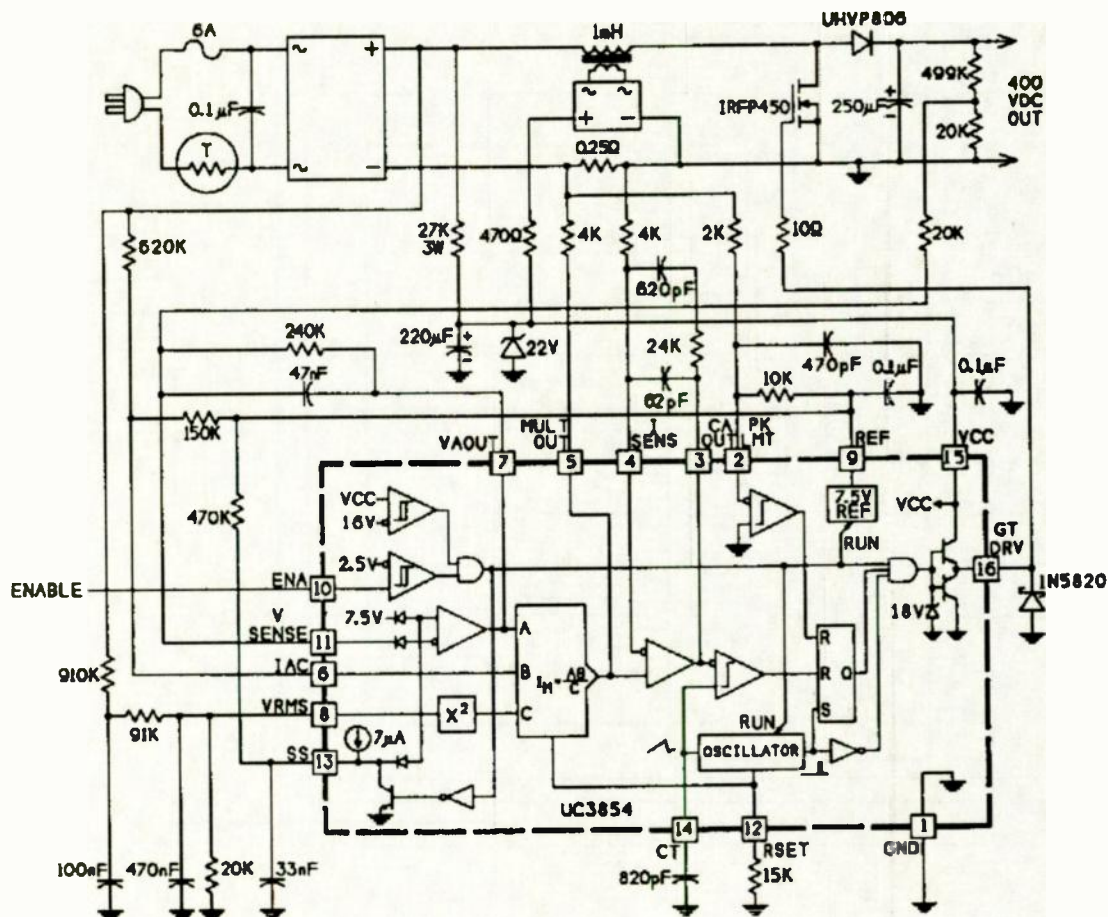 6A
1mH
UHVP806
0.1μF
T
~
~
+
-
~
~
+
-
IRFP450
250μF
+
-
499K
20K
400
VDC
OUT
0.25Ω
620K
27K
3W
470Ω
4K
4K
2K
10Ω
20K
620pF
240K
47nF
220μF
+
22V
24K
62pF
470pF
10K
0.1μF
0.1μF
150K
470K
VAOUT
7
MULT
OUT
5
I
SENS
4
CA
OUT
3
PK
LMT
2
REF
9
VCC
15
VCC
16V
7.5V
REF
VCC
RUN
GT
DRV
16
1N5820
18V
ENABLE
ENA
10
2.5V
V
SENSE
11
7.5V
IAC
6
910K
VRMS
8
91K
X²
A
B
C
I_M = AB/C
R
R Q
S
RUN
OSCILLATOR
7μA
SS
13
UC3854
14
CT
12
RSET
1
GND
100nF
470nF
20K
33nF
820pF
15K